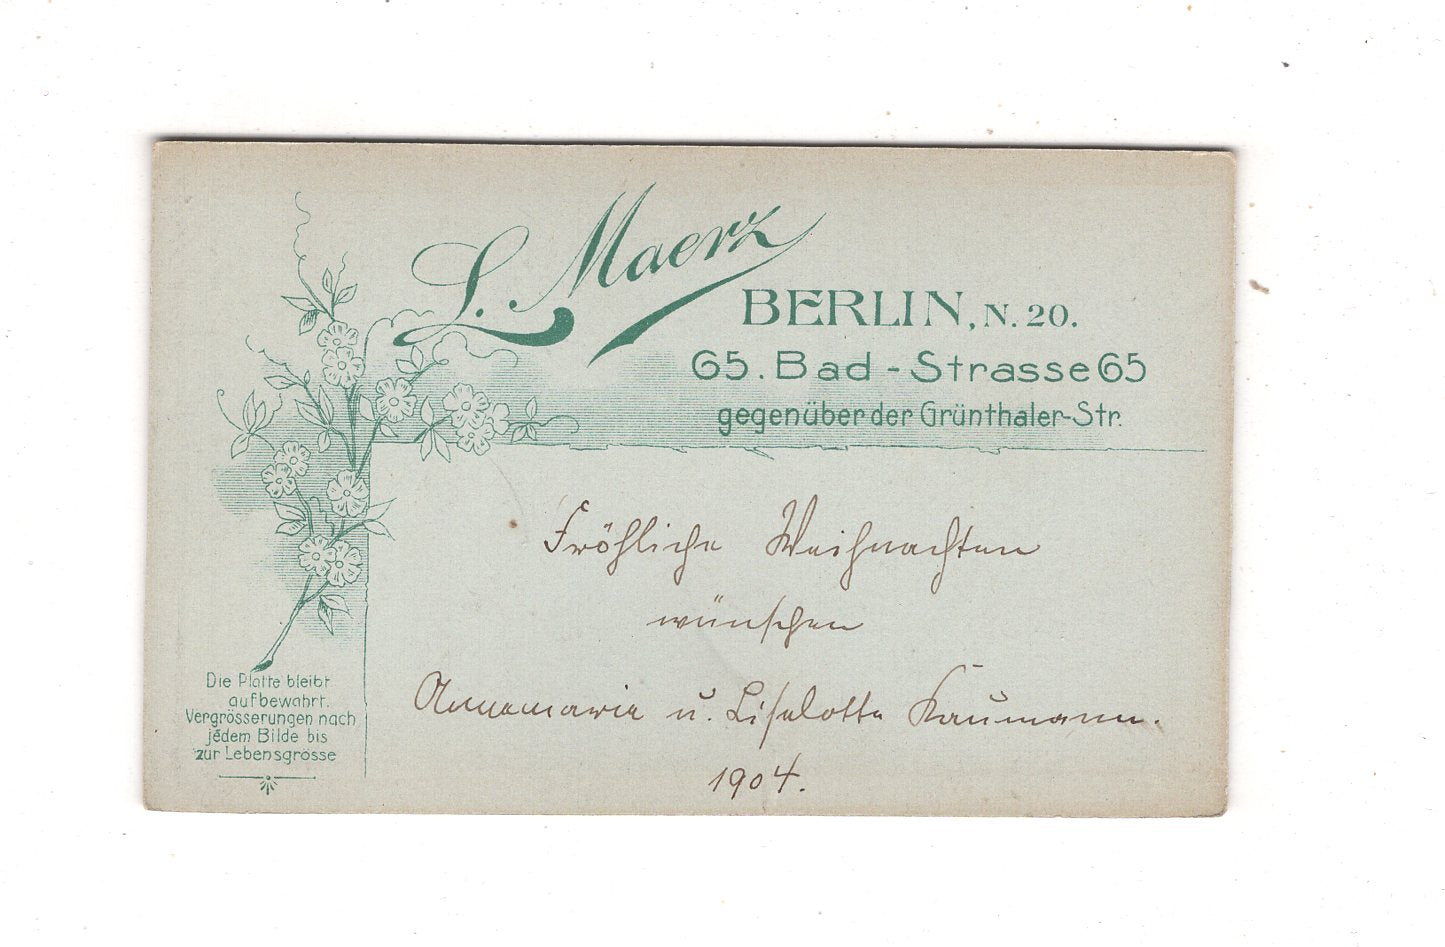 L. Maerz
BERLIN, N. 20.
65. Bad - Strasse 65
gegenüber der Grünthaler-Str.
Fröhliche Weihnachten
wünschen
Annemarie u. Liselotte Kaumann.
1904.
Die Platte bleibt
aufbewahrt.
Vergrösserungen nach
jedem Bilde bis
zur Lebensgrösse